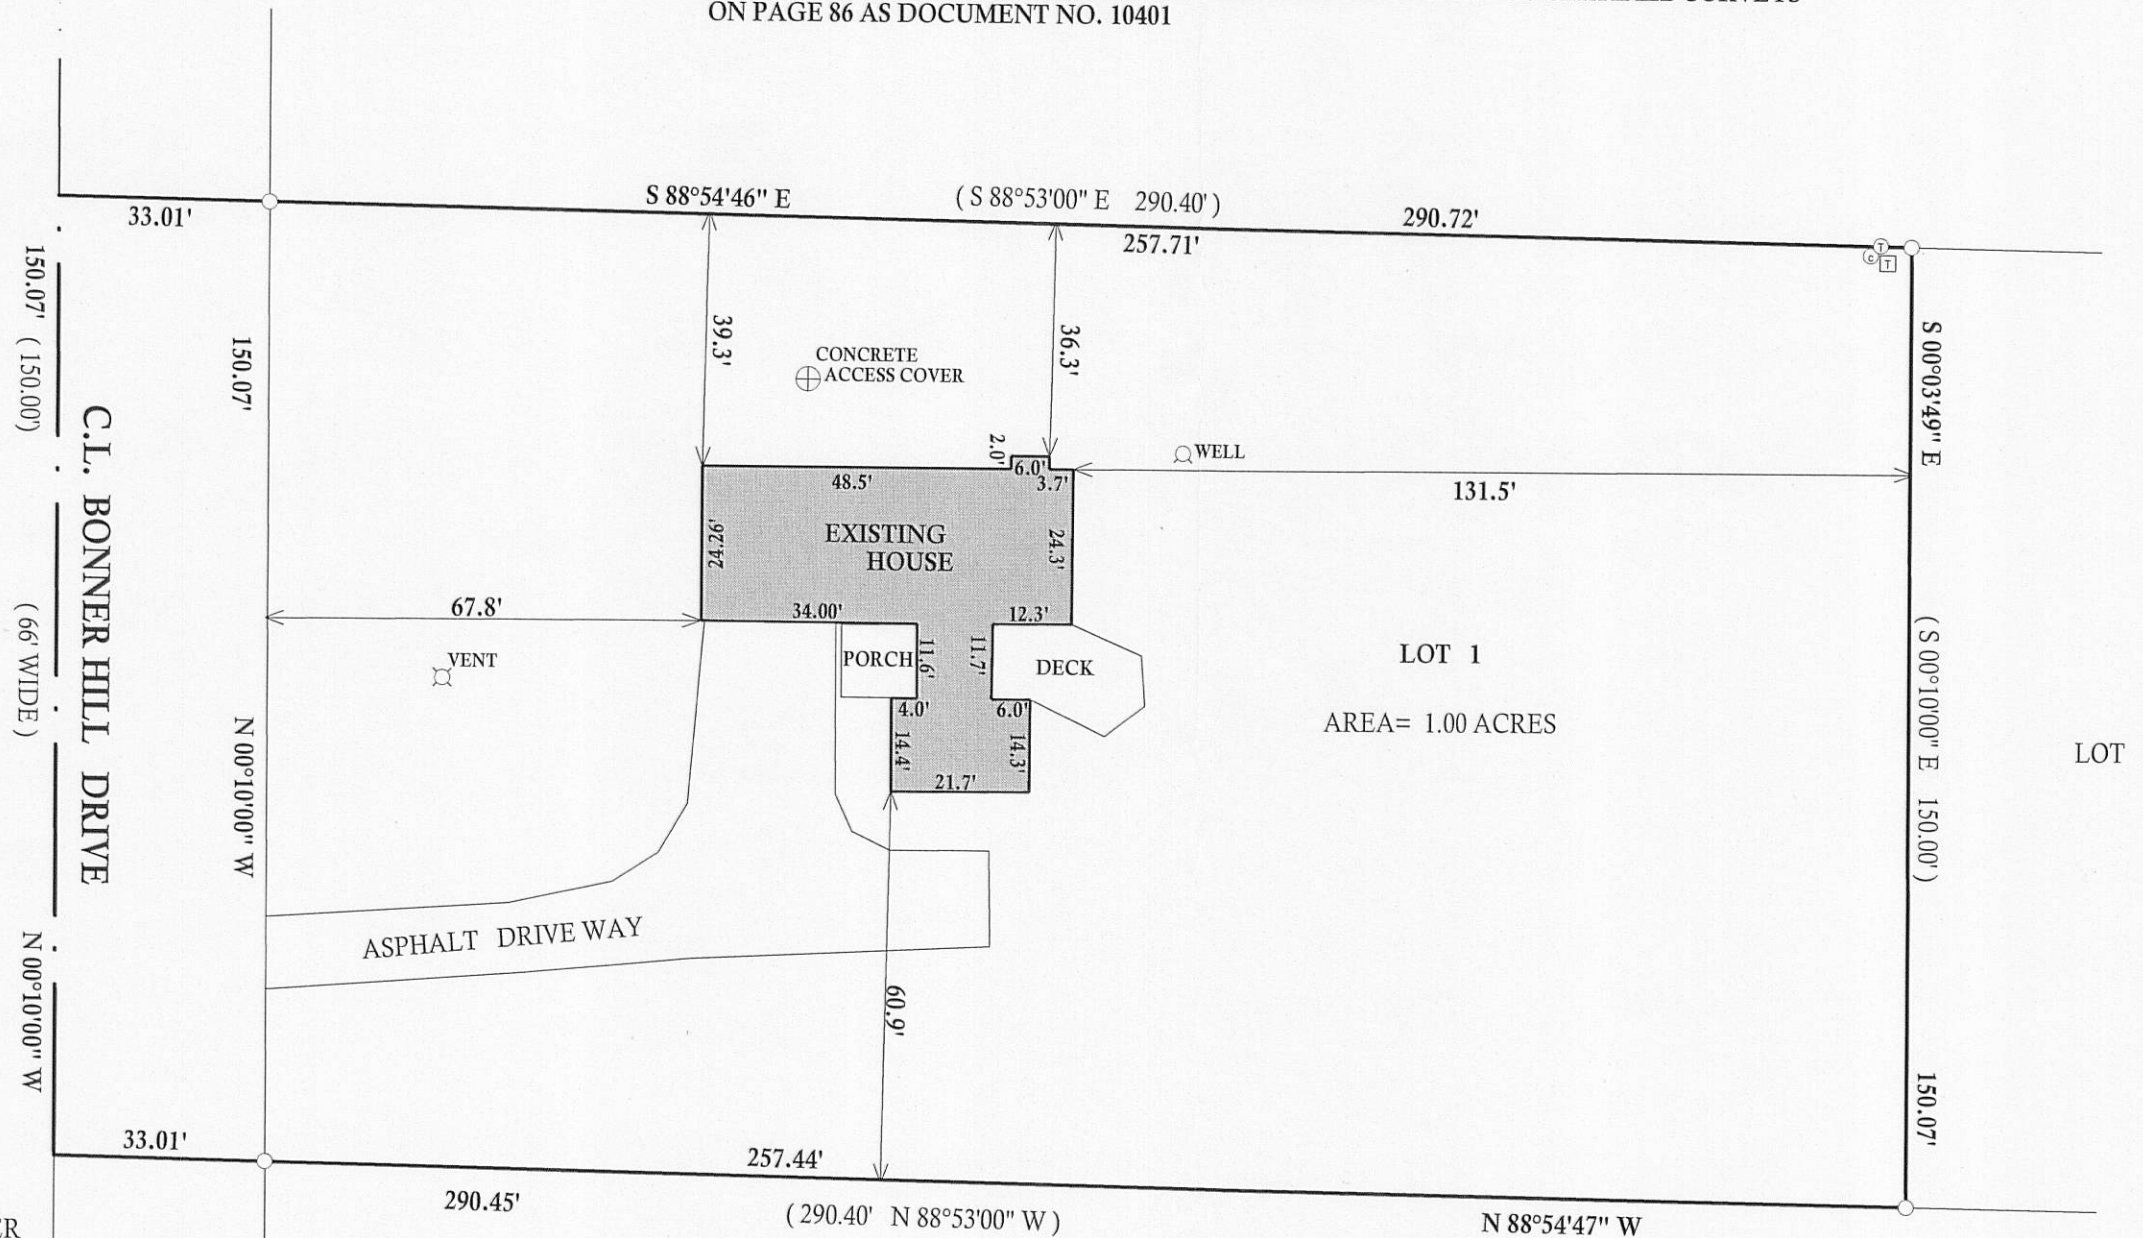 ON PAGE 86 AS DOCUMENT NO. 10401
S 88°54'46" E
( S 88°53'00" E 290.40' )
33.01'
290.72'
257.71'
T
C
T
150.07' ( 150.00')
150.07'
39.3'
36.3'
S 00°03'49" E
CONCRETE
ACCESS COVER
2.0'
6.0'
WELL
48.5'
3.7'
131.5'
C.L. BONNER HILL DRIVE
EXISTING
HOUSE
24.26'
24.3'
67.8'
34.00'
12.3'
( 66' WIDE )
VENT
PORCH
11.6'
11.7'
DECK
LOT 1
( S 00°10'00" E 150.00' )
4.0'
6.0'
AREA= 1.00 ACRES
LOT
N 00°10'00" W
14.4'
14.3'
21.7'
ASPHALT DRIVE WAY
N 00°10'00" W
60.9'
150.07'
33.01'
257.44'
290.45'
( 290.40' N 88°53'00" W )
N 88°54'47" W
ER